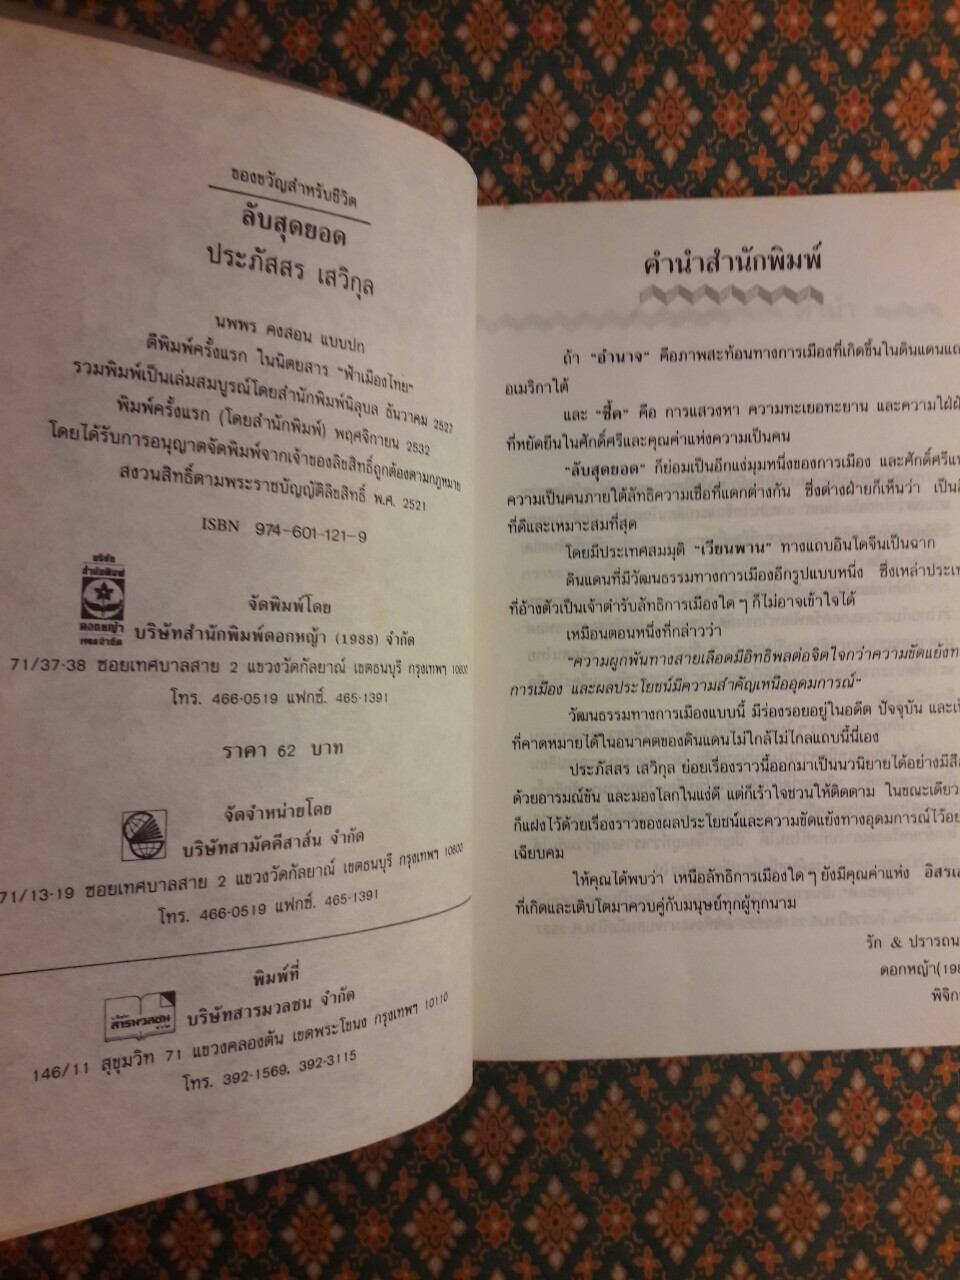 ของขวัญสำหรับชีวิต
ลับสุดยอด
ประภัสสร เสวิกุล
นพพร คงสอน แบบปก
ตีพิมพ์ครั้งแรก ในนิตยสาร "ฟ้าเมืองไทย"
รวมพิมพ์เป็นเล่มสมบูรณ์โดยสำนักพิมพ์นิลุบล ธันวาคม 2527
พิมพ์ครั้งแรก (โดยสำนักพิมพ์) พฤศจิกายน 2532
โดยได้รับการอนุญาตจัดพิมพ์จากเจ้าของลิขสิทธิ์ถูกต้องตามกฎหมาย
สงวนสิทธิ์ตามพระราชบัญญัติลิขสิทธิ์ พ.ศ. 2521
ISBN 974-601-121-9
บริษัท
สำนักพิมพ์
ดอกหญ้า
1988 จำกัด
จัดพิมพ์โดย
บริษัทสำนักพิมพ์ดอกหญ้า (1988) จำกัด
71/37-38 ซอยเทศบาลสาย 2 แขวงวัดกัลยาณ์ เขตธนบุรี กรุงเทพฯ 10600
โทร. 466-0519 แฟกซ์. 465-1391
ราคา 62 บาท
จัดจำหน่ายโดย
บริษัทสามัคคีสาส์น จำกัด
71/13-19 ซอยเทศบาลสาย 2 แขวงวัดกัลยาณ์ เขตธนบุรี กรุงเทพฯ 10600
โทร. 466-0519 แฟกซ์. 465-1391
พิมพ์ที่
สารมวลชน
บริษัทสารมวลชน จำกัด
146/11 สุขุมวิท 71 แขวงคลองตัน เขตพระโขนง กรุงเทพฯ 10110
โทร. 392-1569, 392-3115
คำนำสำนักพิมพ์
ถ้า "อำนาจ" คือภาพสะท้อนทางการเมืองที่เกิดขึ้นในดินแดนแถ
อเมริกาใต้
และ "ชี้ค" คือ การแสวงหา ความทะเยอทะยาน และความใฝ่ฝั
ที่หยัดยืนในศักดิ์ศรีและคุณค่าแห่งความเป็นคน
"ลับสุดยอด" ก็ย่อมเป็นอีกแง่มุมหนึ่งของการเมือง และศักดิ์ศรีแห
ความเป็นคนภายใต้ลัทธิความเชื่อที่แตกต่างกัน ซึ่งต่างฝ่ายก็เห็นว่า เป็น
ที่ดีและเหมาะสมที่สุด
โดยมีประเทศสมมุติ "เวียนพาน" ทางแถบอินโดจีนเป็นฉาก
ดินแดนที่มีวัฒนธรรมทางการเมืองอีกรูปแบบหนึ่ง ซึ่งเหล่าประเท
ที่อ้างตัวเป็นเจ้าตำรับลัทธิการเมืองใด ๆ ก็ไม่อาจเข้าใจได้
เหมือนตอนหนึ่งที่กล่าวว่า
"ความผูกพันทางสายเลือดมีอิทธิพลต่อจิตใจกว่าความขัดแย้งท
การเมือง และผลประโยชน์มีความสำคัญเหนืออุดมการณ์"
วัฒนธรรมทางการเมืองแบบนี้ มีร่องรอยอยู่ในอดีต ปัจจุบัน และเ
ที่คาดหมายได้ในอนาคตของดินแดนไม่ใกล้ไม่ไกลแถบนี้นี่เอง
ประภัสสร เสวิกุล ย่อยเรื่องราวนี้ออกมาเป็นนวนิยายได้อย่างมีสี
ด้วยอารมณ์ขัน และมองโลกในแง่ดี แต่ก็เร้าใจชวนให้ติดตาม ในขณะเดียว
ก็แฝงไว้ด้วยเรื่องราวของผลประโยชน์และความขัดแย้งทางอุดมการณ์ไว้อย่
เฉียบคม
ให้คุณได้พบว่า เหนือลัทธิการเมืองใด ๆ ยังมีคุณค่าแห่ง อิสรเส
ที่เกิดและเติบโตมาควบคู่กับมนุษย์ทุกผู้ทุกนาม
รัก & ปรารถน
ดอกหญ้า(198
พิจิก